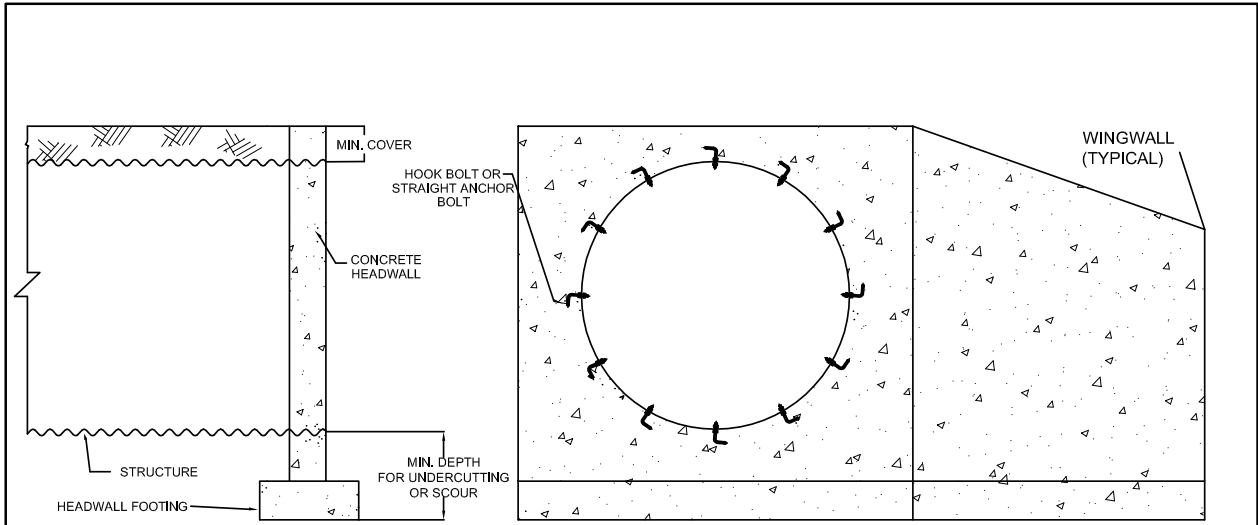 MIN. COVER
HOOK BOLT OR
STRAIGHT ANCHOR
BOLT
WINGWALL
(TYPICAL)
CONCRETE
HEADWALL
STRUCTURE
MIN. DEPTH
FOR UNDERCUTTING
OR SCOUR
HEADWALL FOOTING